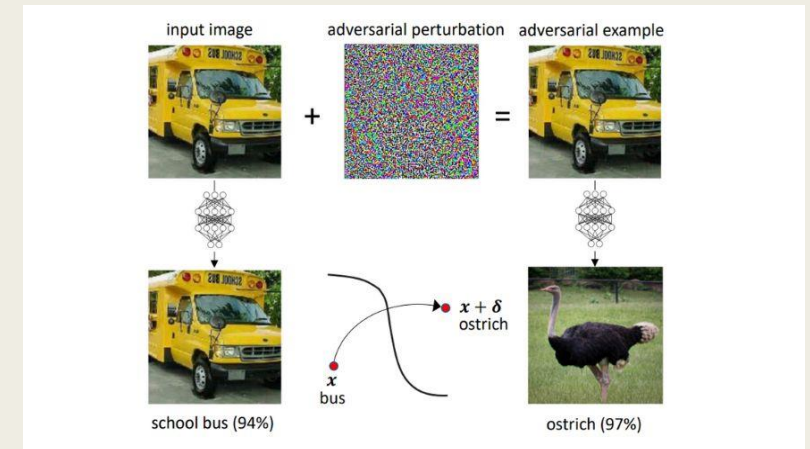 input image
adversarial perturbation
adversarial example
+
=
x + δ
ostrich
x
bus
school bus (94%)
ostrich (97%)